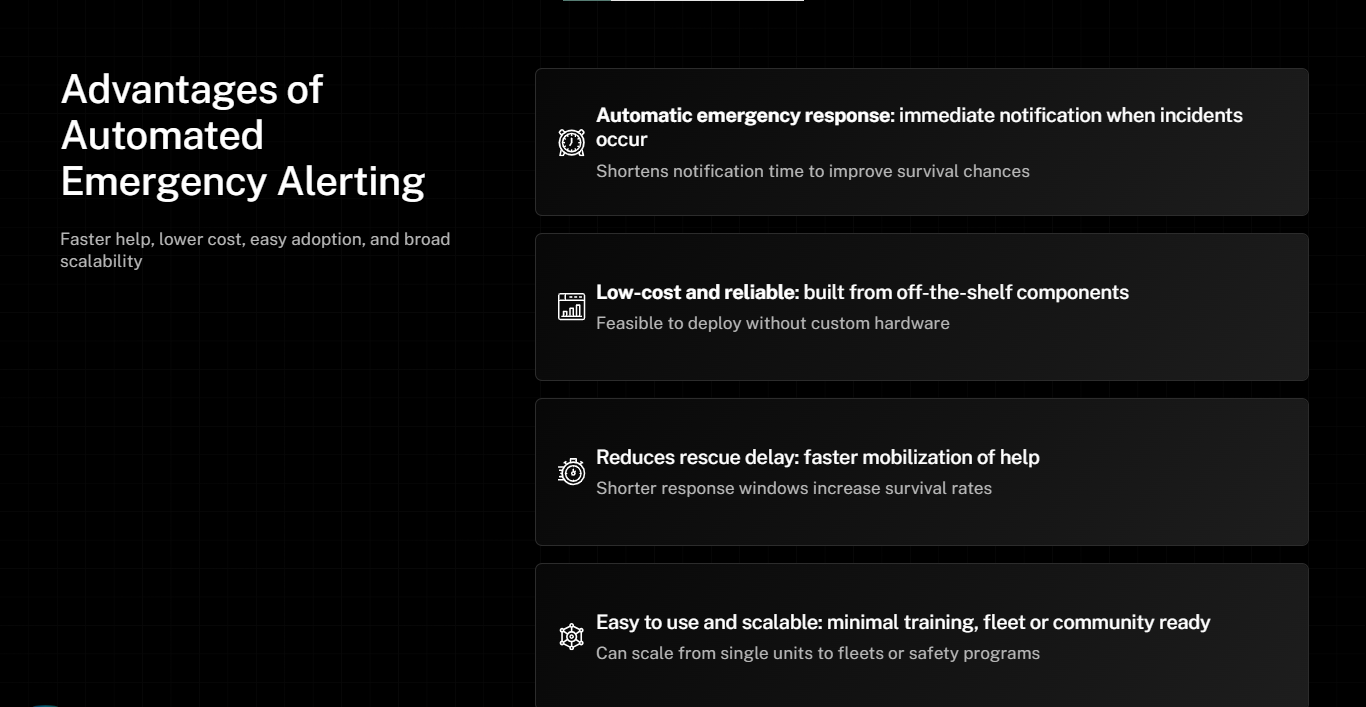 Advantages of
Automated
Emergency Alerting
Faster help, lower cost, easy adoption, and broad
scalability
Automatic emergency response: immediate notification when incidents
occur
Shortens notification time to improve survival chances
Low-cost and reliable: built from off-the-shelf components
Feasible to deploy without custom hardware
Reduces rescue delay: faster mobilization of help
Shorter response windows increase survival rates
Easy to use and scalable: minimal training, fleet or community ready
Can scale from single units to fleets or safety programs